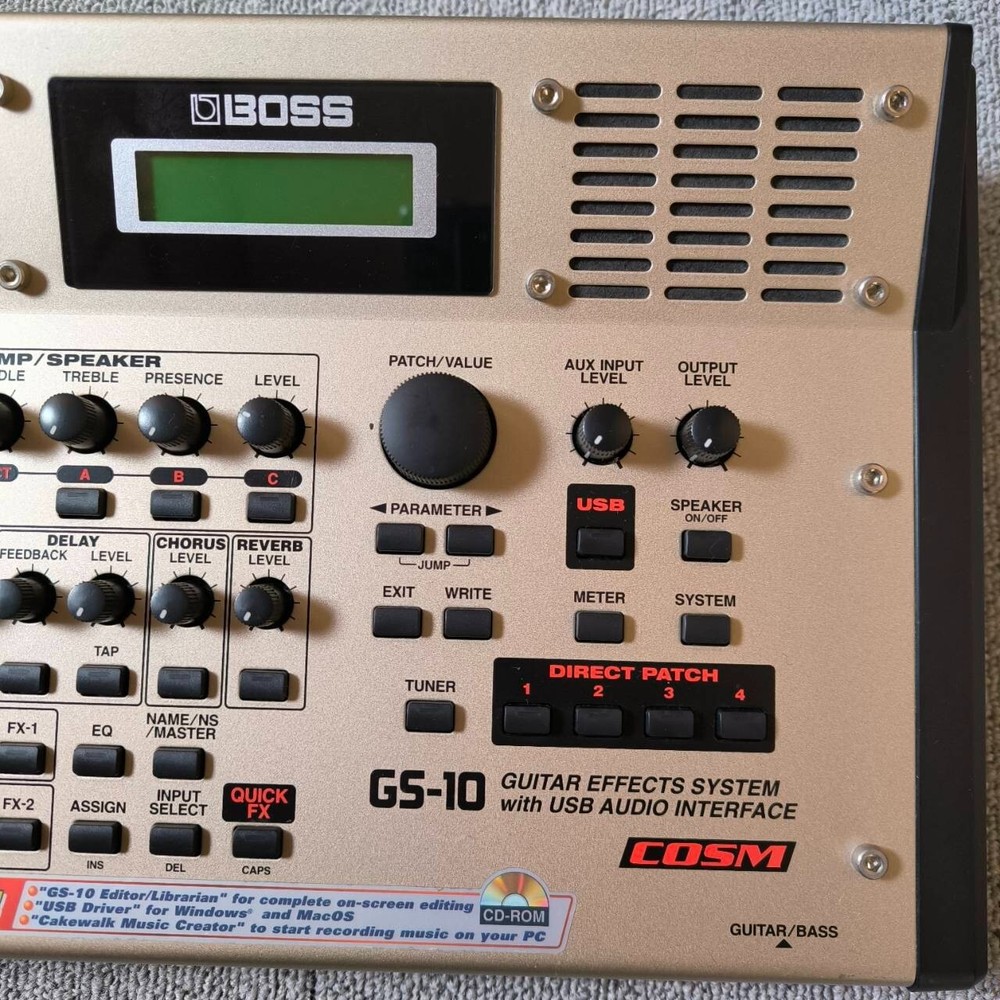 BOSS
MP/SPEAKER
DLE TREBLE PRESENCE LEVEL
CT A B C
PATCH/VALUE
AUX INPUT
LEVEL
OUTPUT
LEVEL
◄ PARAMETER ►
JUMP
USB
SPEAKER
ON/OFF
DELAY
FEEDBACK LEVEL
CHORUS
LEVEL
REVERB
LEVEL
EXIT WRITE
METER SYSTEM
TAP
TUNER
DIRECT PATCH
1 2 3 4
FX-1 EQ NAME/NS
/MASTER
FX-2 ASSIGN INPUT
SELECT
QUICK
FX
INS DEL CAPS
GS-10 GUITAR EFFECTS SYSTEM
with USB AUDIO INTERFACE
COSM
"GS-10 Editor/Librarian" for complete on-screen editing
"USB Driver" for Windows® and MacOS
"Cakewalk Music Creator" to start recording music on your PC
CD-ROM
GUITAR/BASS